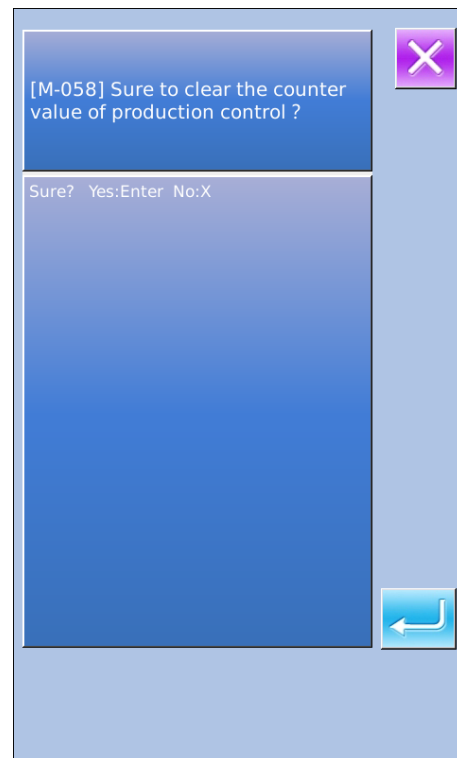 [M-058] Sure to clear the counter
value of production control ?
Sure?   Yes:Enter  No:X